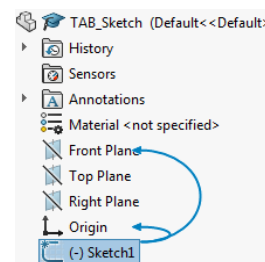 TAB_Sketch (Default<<Default>
History
Sensors
Annotations
Material <not specified>
Front Plane
Top Plane
Right Plane
Origin
(-) Sketch1